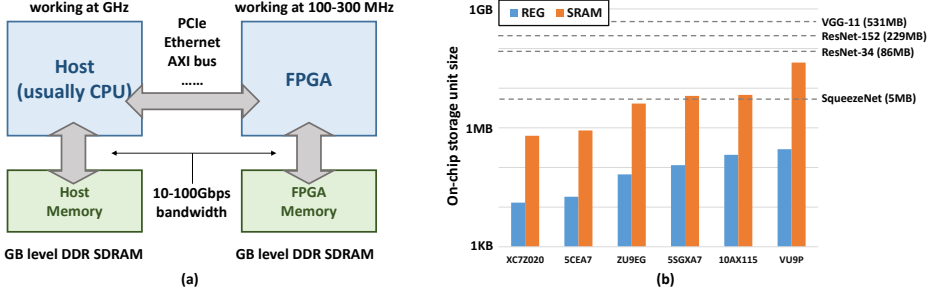 working at GHz
working at 100-300 MHz
PCIe
Ethernet
AXI bus
......
Host
(usually CPU)
FPGA
10-100Gbps
bandwidth
Host
Memory
FPGA
Memory
GB level DDR SDRAM
GB level DDR SDRAM
(a)
On-chip storage unit size
1GB
1MB
1KB
REG
SRAM
VGG-11 (531MB)
ResNet-152 (229MB)
ResNet-34 (86MB)
SqueezeNet (5MB)
XC7Z020
5CEA7
ZU9EG
5SGXA7
10AX115
VU9P
(b)